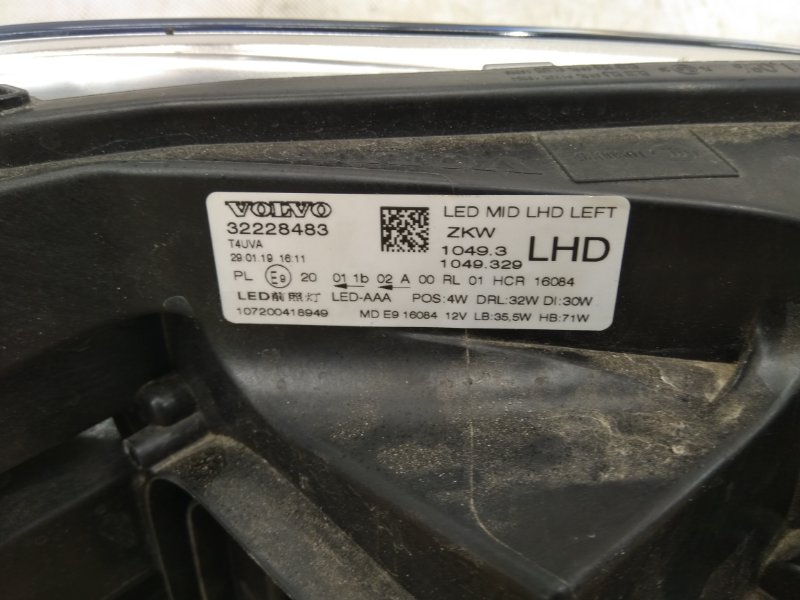 VOLVO
32228483
T4UVA
29.01.19 16:11
LED MID LHD LEFT
ZKW
1049.3
1049.329
LHD
PL E9 20 01 1b 02 A 00 RL 01 HCR 16084
LED前照灯 LED-AAA POS:4W DRL:32W DI:30W
107200418949 MD E9 16084 12V LB:35,5W HB:71W